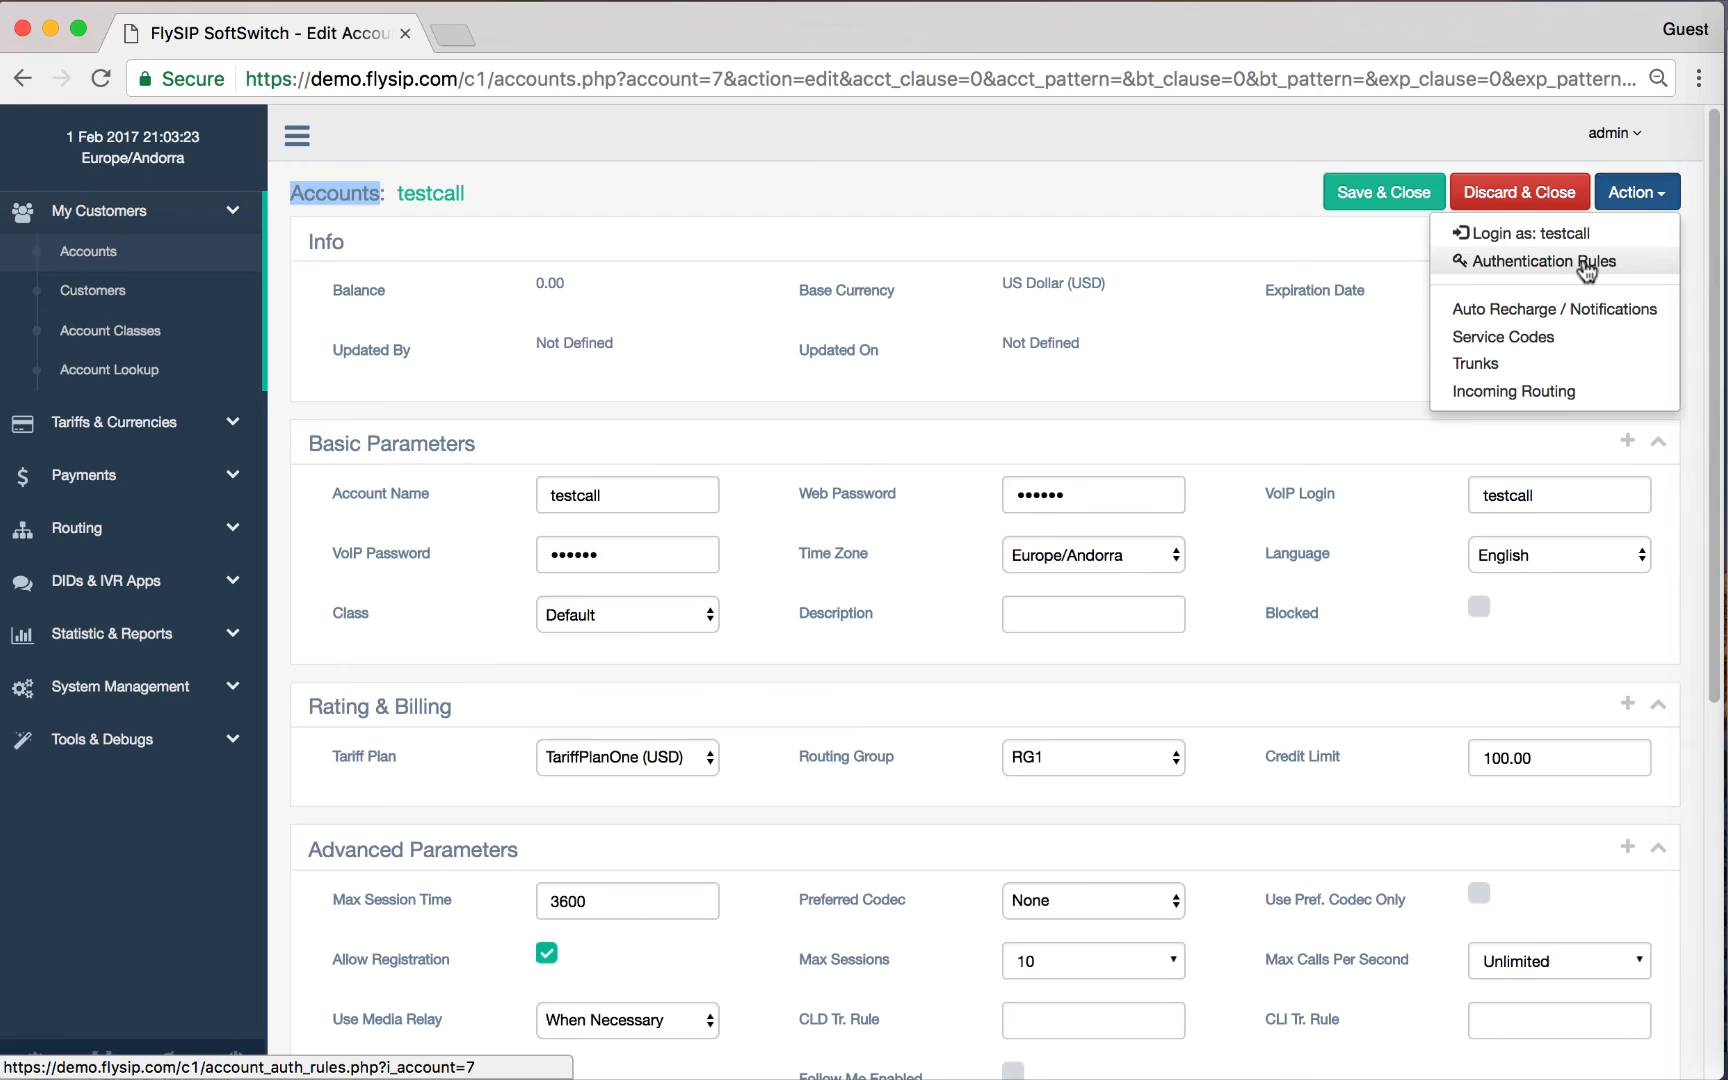 FlySIP SoftSwitch - Edit Accou
Guest
Secure
https://demo.flysip.com/c1/accounts.php?account=7&action=edit&acct_clause=0&acct_pattern=&bt_clause=0&bt_pattern=&exp_clause=0&exp_pattern...
1 Feb 2017 21:03:23
Europe/Andorra
admin
My Customers
Accounts
Customers
Account Classes
Account Lookup
Tariffs & Currencies
Payments
Routing
DIDs & IVR Apps
Statistic & Reports
System Management
Tools & Debugs
Accounts: testcall
Save & Close
Discard & Close
Action
Login as: testcall
Authentication Rules
Auto Recharge / Notifications
Service Codes
Trunks
Incoming Routing
Info
Balance 0.00 Base Currency US Dollar (USD) Expiration Date
Updated By Not Defined Updated On Not Defined
Basic Parameters
Account Name testcall Web Password •••••• VoIP Login testcall
VoIP Password •••••• Time Zone Europe/Andorra Language English
Class Default Description Blocked
Rating & Billing
Tariff Plan TariffPlanOne (USD) Routing Group RG1 Credit Limit 100.00
Advanced Parameters
Max Session Time 3600 Preferred Codec None Use Pref. Codec Only
Allow Registration Max Sessions 10 Max Calls Per Second Unlimited
Use Media Relay When Necessary CLD Tr. Rule CLI Tr. Rule
Follow Me Enabled
https://demo.flysip.com/c1/account_auth_rules.php?i_account=7